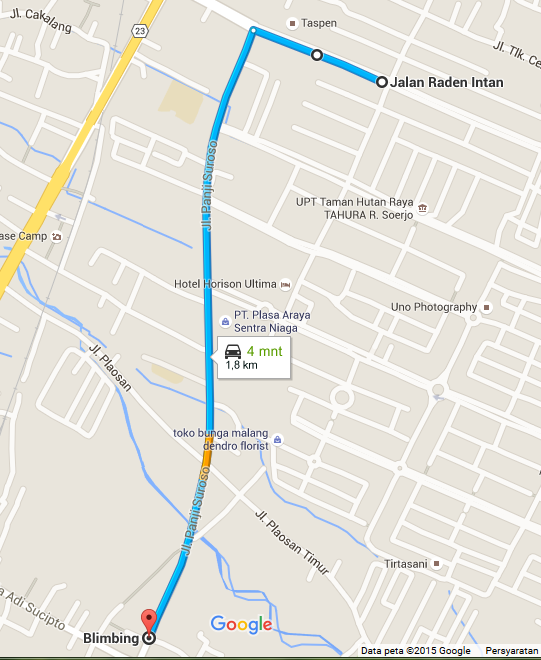 Jl. Cakalang
23
Taspen
Jl. Tlk. Ce
Jalan Raden Intan
Jl. Panji Suroso
UPT Taman Hutan Raya
TAHURA R. Soerjo
ase Camp
Hotel Horison Ultima
Uno Photography
PT. Plasa Araya
Sentra Niaga
4 mnt
1,8 km
Jl. Plaosan
toko bunga malang
dendro florist
Jl. Panji Suroso
Jl. Plaosan Timur
Tirtasani
a Adi Sucipto
Blimbing
Google
Data peta ©2015 Google
Persyaratan